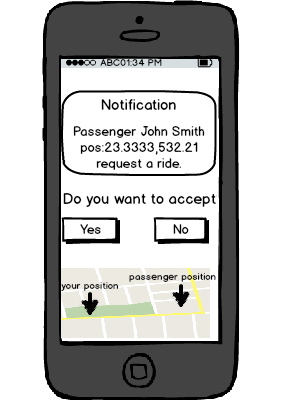 ABC01:34 PM
Notification
Passenger John Smith
pos:23.3333,532.21
request a ride.
Do you want to accept
Yes No
passenger position
your position